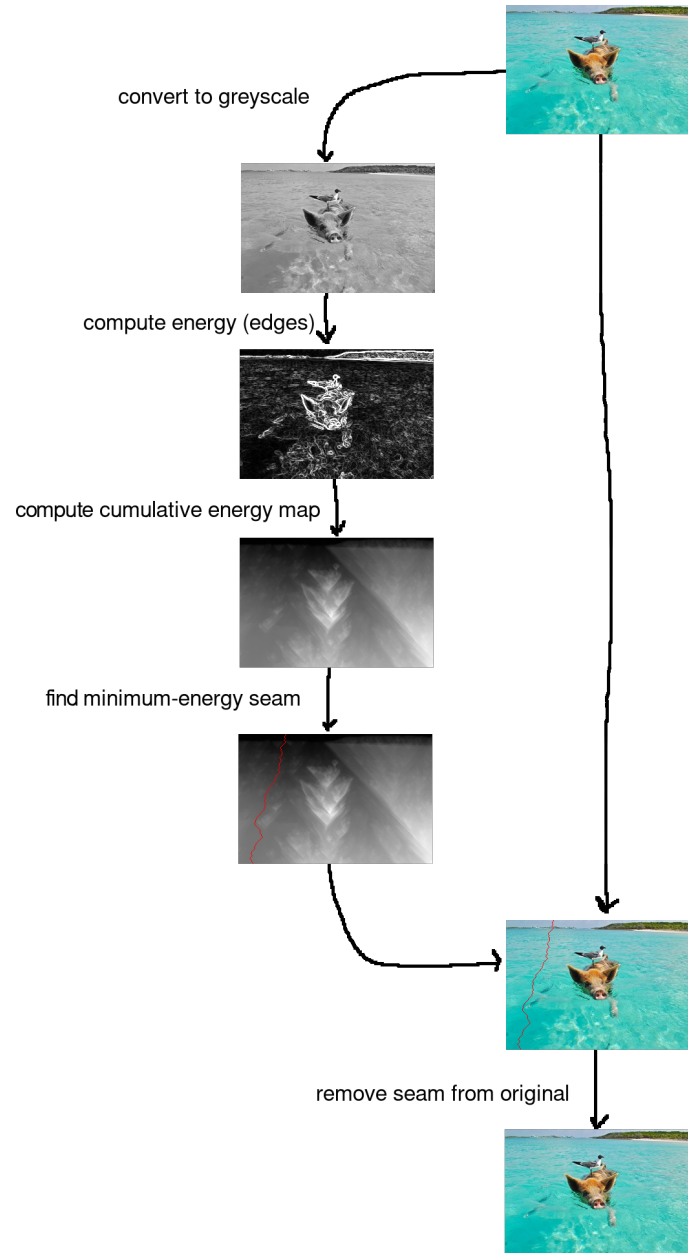 convert to greyscale
compute energy (edges)
compute cumulative energy map
find minimum-energy seam
remove seam from original